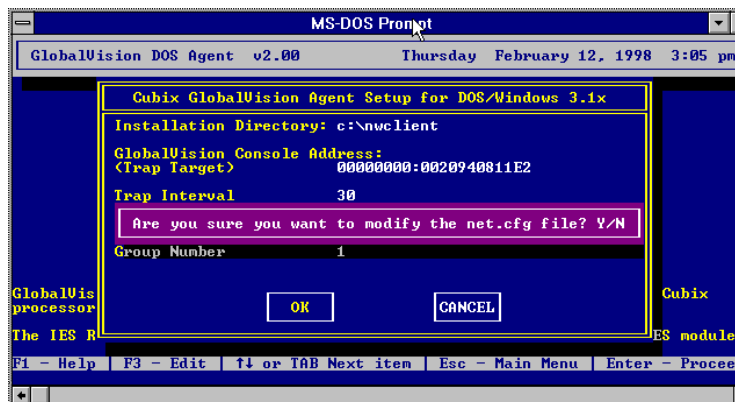 MS-DOS Prompt
GlobalVision DOS Agent v2.00 Thursday February 12, 1998 3:05 pm
Cubix GlobalVision Agent Setup for DOS/Windows 3.1x
Installation Directory: c:\nwclient
GlobalVision Console Address:
(Trap Target) 00000000:0020940811E2
Trap Interval 30
Are you sure you want to modify the net.cfg file? Y/N
Group Number 1
GlobalVis Cubix
OK CANCEL
processor
The IES R ES module
F1 - Help F3 - Edit ↑↓ or TAB Next item Esc - Main Menu Enter - Procee